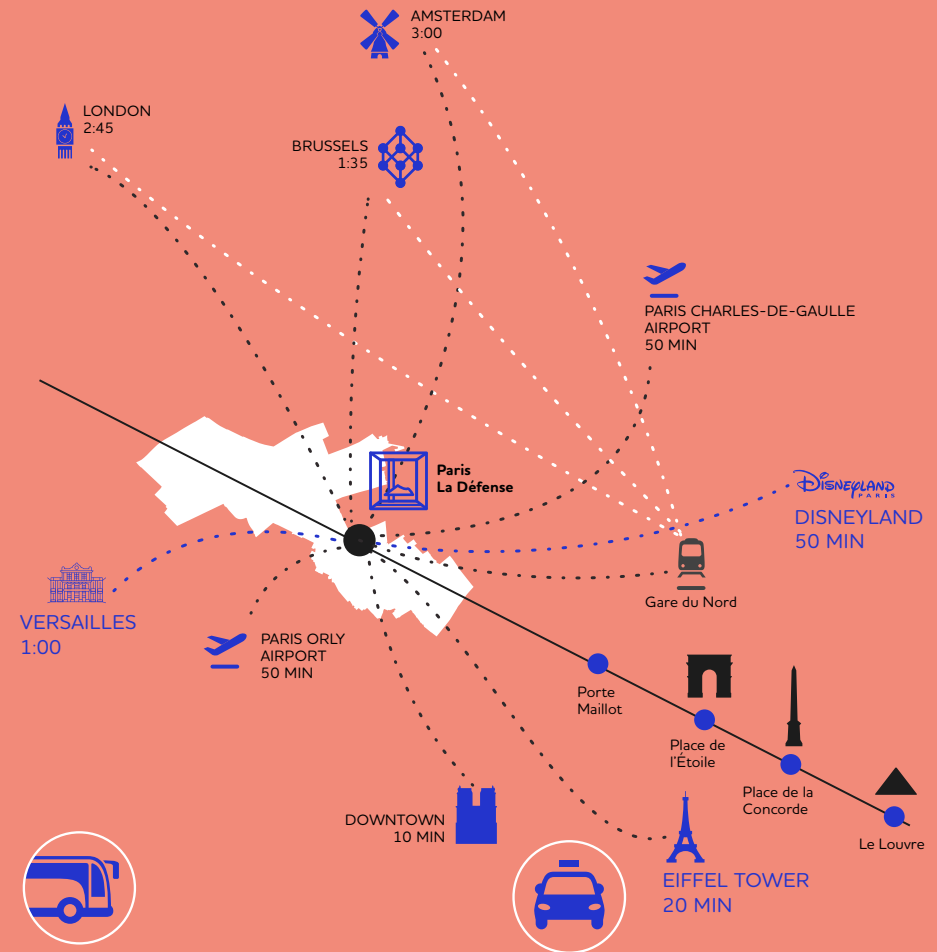 AMSTERDAM
3:00
LONDON
2:45
BRUSSELS
1:35
PARIS CHARLES-DE-GAULLE
AIRPORT
50 MIN
Paris
La Défense
Disneyland
PARIS
DISNEYLAND
50 MIN
Gare du Nord
VERSAILLES
1:00
PARIS ORLY
AIRPORT
50 MIN
Porte
Maillot
Place de
l'Étoile
Place de la
Concorde
Le Louvre
DOWNTOWN
10 MIN
EIFFEL TOWER
20 MIN